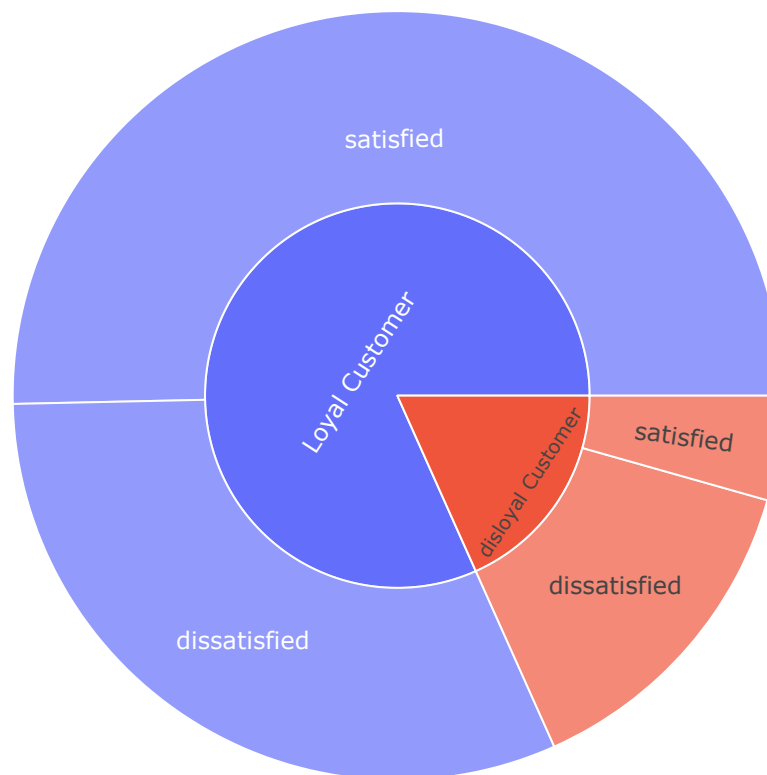 satisfied
Loyal Customer
disloyal Customer
satisfied
dissatisfied
dissatisfied